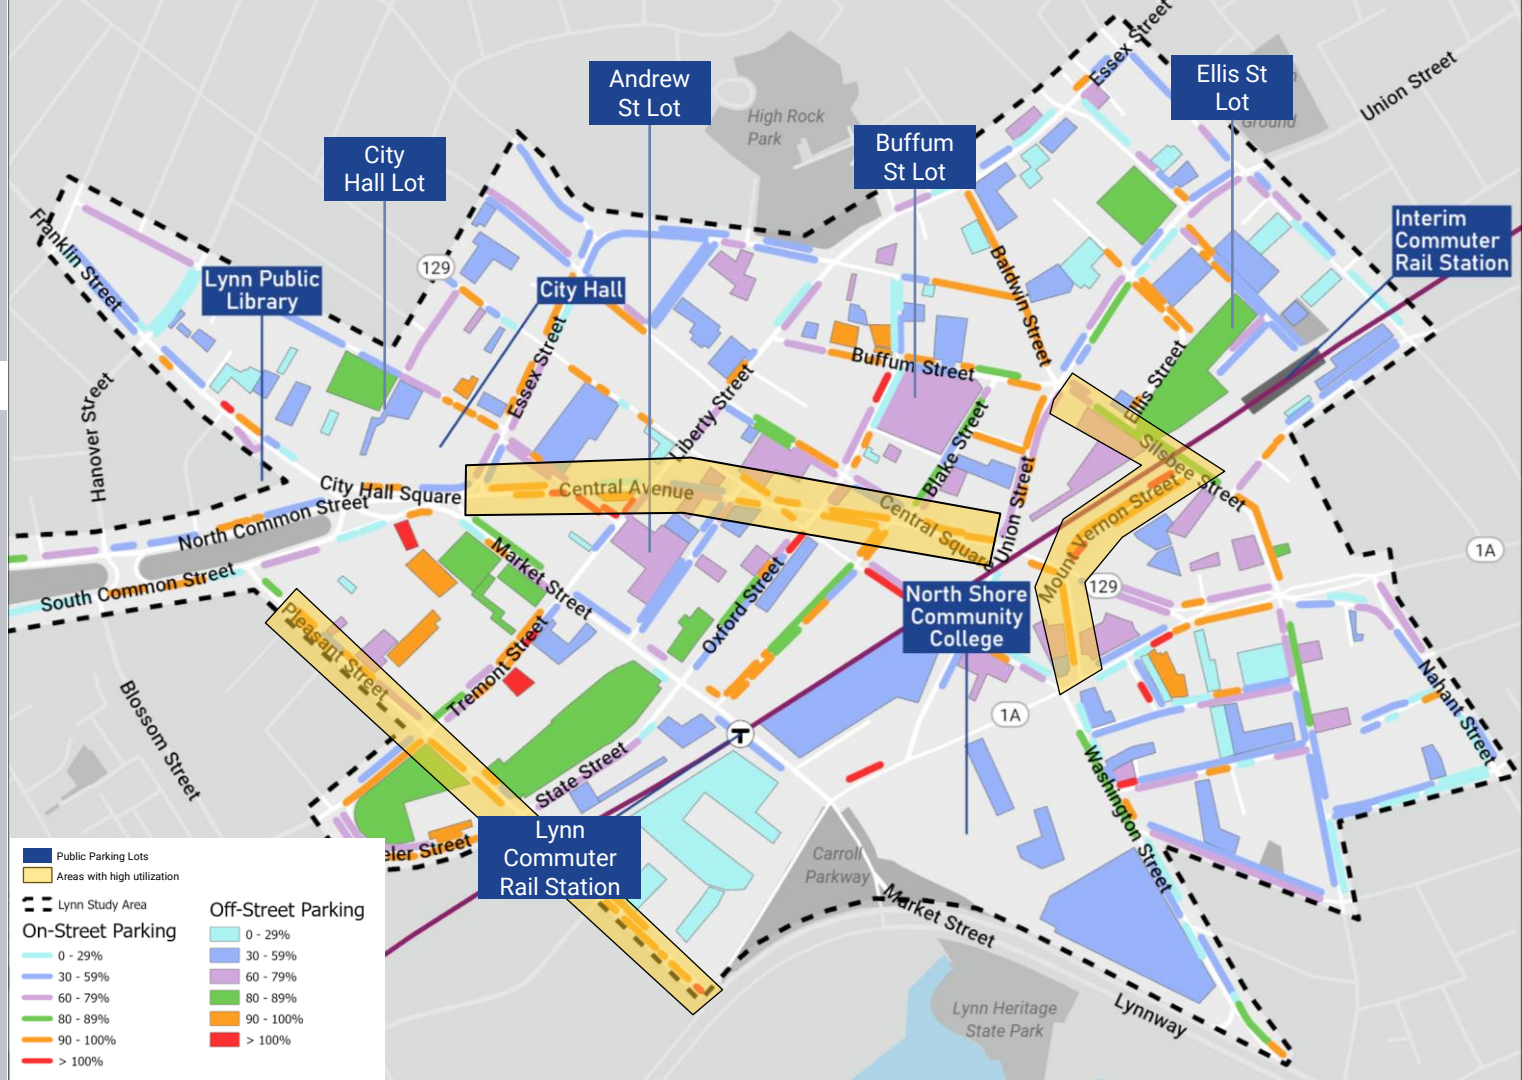 Essex Street
Ellis St
Lot
Andrew
St Lot
Union Street
High Rock
Park
Ground
Buffum
St Lot
City
Hall Lot
Franklin Street
129
Interim
Commuter
Rail Station
Lynn Public
Library
City Hall
Baldwin Street
Essex Street
Buffum Street
Ellis Street
Liberty Street
Hanover Street
Blake Street
Silsbee Street
City Hall Square
Central Avenue
Central Square
Union Street
Mount Vernon Street
North Common Street
Market Street
1A
South Common Street
Oxford Street
129
North Shore
Community
College
Pleasant Street
Tremont Street
Nahant Street
Blossom Street
1A
T
State Street
Washington Street
eler Street
Lynn
Commuter
Rail Station
Carroll
Parkway
Market Street
Lynn Heritage
State Park
Lynnway
Public Parking Lots
Areas with high utilization
Lynn Study Area
On-Street Parking
0 - 29%
30 - 59%
60 - 79%
80 - 89%
90 - 100%
> 100%
Off-Street Parking
0 - 29%
30 - 59%
60 - 79%
80 - 89%
90 - 100%
> 100%